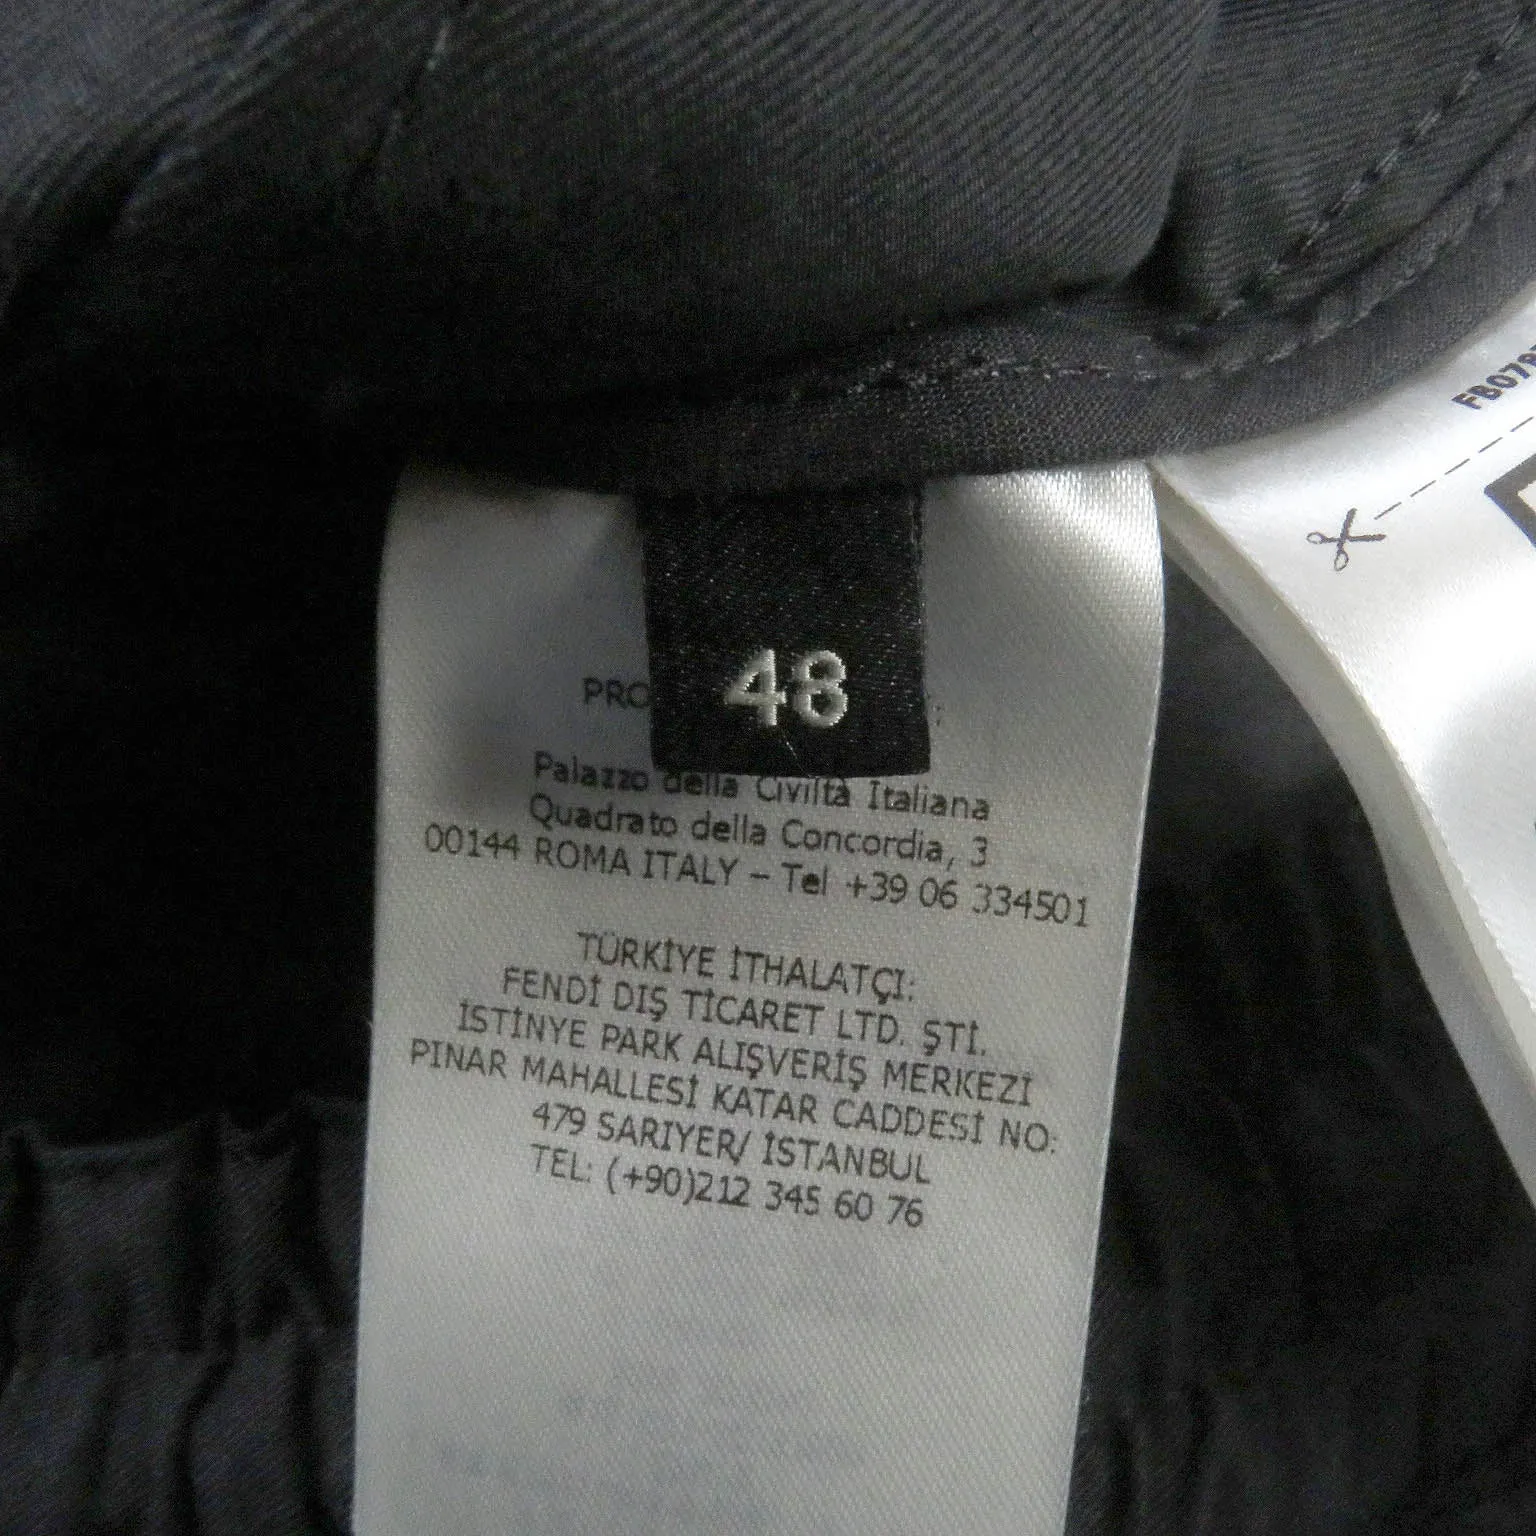 FB07
48
PRO :
Palazzo della Civiltà Italiana
Quadrato della Concordia, 3
00144 ROMA ITALY – Tel +39 06 334501
TÜRKİYE İTHALATÇI:
FENDİ DIŞ TİCARET LTD. ŞTİ.
İSTİNYE PARK ALIŞVERİŞ MERKEZİ
PINAR MAHALLESİ KATAR CADDESİ NO:
479 SARIYER/ İSTANBUL
TEL: (+90)212 345 60 76